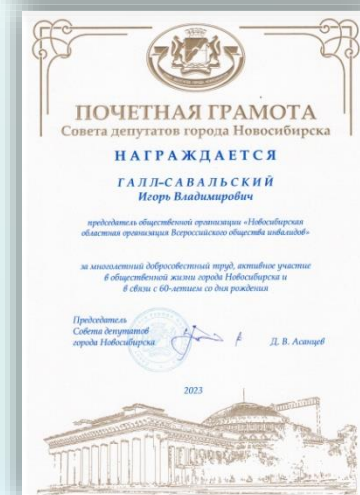 ПОЧЕТНАЯ ГРАМОТА
Совета депутатов города Новосибирска
НАГРАЖДАЕТСЯ
ГАЛЛ-САВАЛЬСКИЙ
Игорь Владимирович
председатель общественной организации «Новосибирская
областная организация Всероссийского общества инвалидов»
за многолетний добросовестный труд, активное участие
в общественной жизни города Новосибирска и
в связи с 60-летием со дня рождения
Председатель
Совета депутатов
города Новосибирска
Д. В. Асанцев
2023